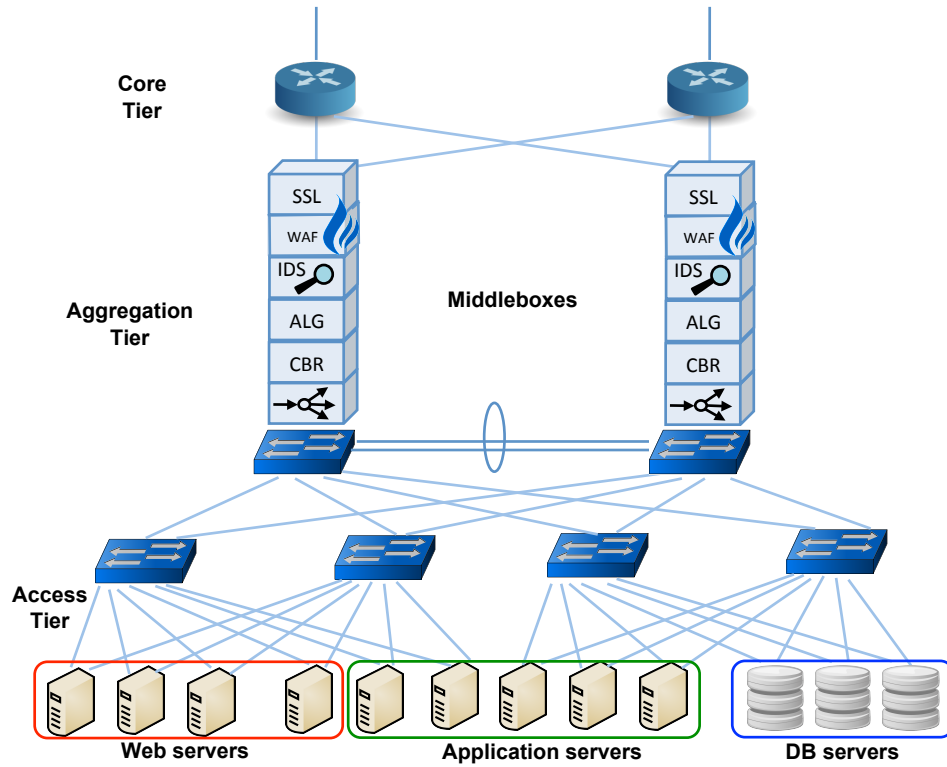 Core
Tier
SSL
WAF
IDS
ALG
CBR
SSL
WAF
IDS
ALG
CBR
Aggregation
Tier
Middleboxes
Access
Tier
Web servers
Application servers
DB servers